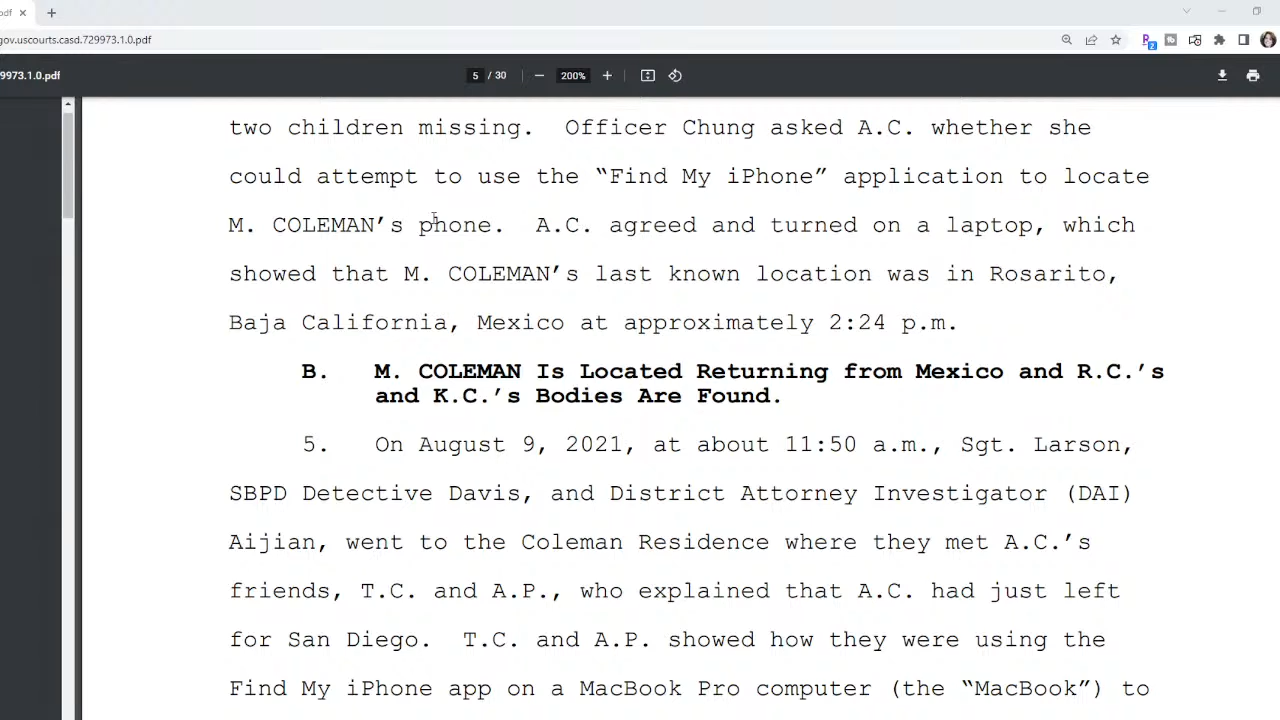 pdf
gov.uscourts.casd.729973.1.0.pdf
973.1.0.pdf
5 / 30
200%
two children missing. Officer Chung asked A.C. whether she
could attempt to use the “Find My iPhone” application to locate
M. COLEMAN’s phone. A.C. agreed and turned on a laptop, which
showed that M. COLEMAN’s last known location was in Rosarito,
Baja California, Mexico at approximately 2:24 p.m.
B. M. COLEMAN Is Located Returning from Mexico and R.C.’s
and K.C.’s Bodies Are Found.
5. On August 9, 2021, at about 11:50 a.m., Sgt. Larson,
SBPD Detective Davis, and District Attorney Investigator (DAI)
Aijian, went to the Coleman Residence where they met A.C.’s
friends, T.C. and A.P., who explained that A.C. had just left
for San Diego. T.C. and A.P. showed how they were using the
Find My iPhone app on a MacBook Pro computer (the “MacBook”) to